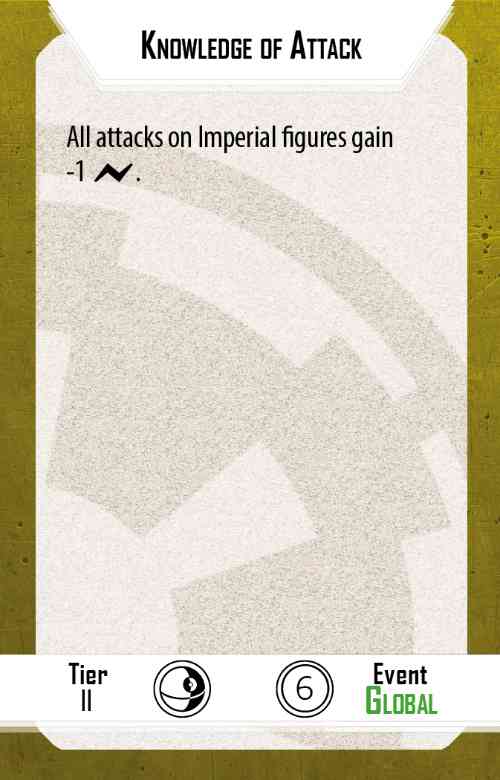 Knowledge of Attack
All attacks on Imperial figures gain
-1 .
Tier
II
6
Event
Global